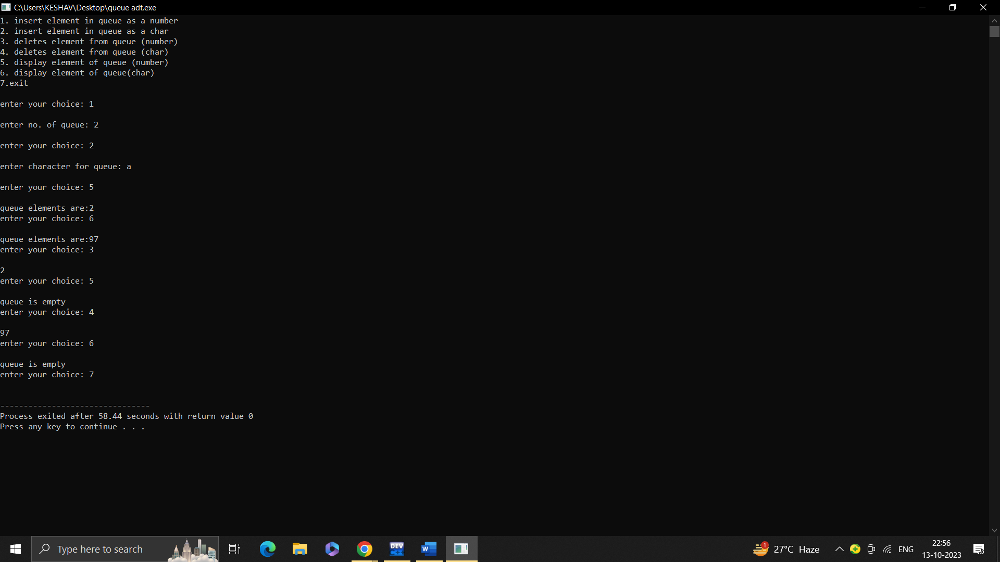 C:\Users\KESHAV\Desktop\queue adt.exe
1. insert element in queue as a number
2. insert element in queue as a char
3. deletes element from queue (number)
4. deletes element from queue (char)
5. display element of queue (number)
6. display element of queue(char)
7.exit
enter your choice: 1
enter no. of queue: 2
enter your choice: 2
enter character for queue: a
enter your choice: 5
queue elements are:2
enter your choice: 6
queue elements are:97
enter your choice: 3
2
enter your choice: 5
queue is empty
enter your choice: 4
97
enter your choice: 6
queue is empty
enter your choice: 7
--------------------------------
Process exited after 58.44 seconds with return value 0
Press any key to continue . . .
Type here to search
DEV
C++
W
1
27°C Haze
ENG
22:56
13-10-2023